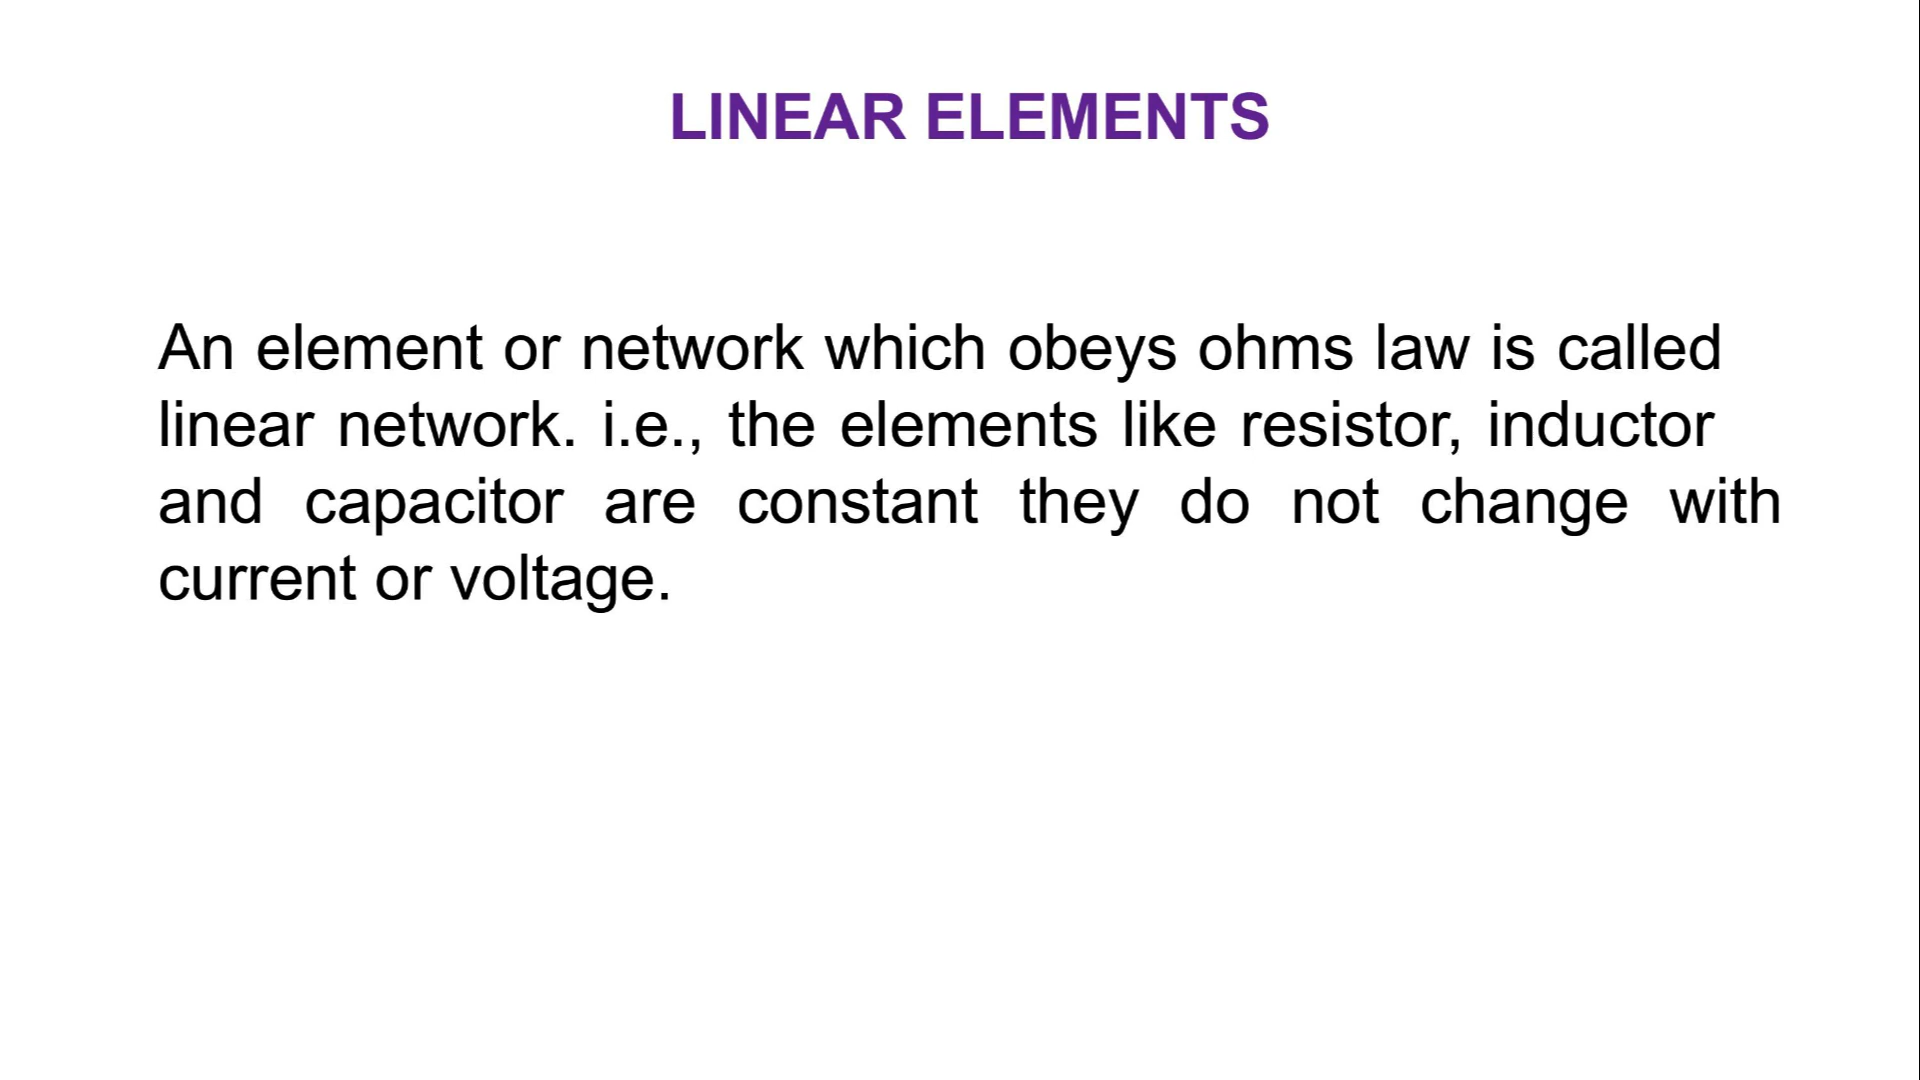 LINEAR ELEMENTS
An element or network which obeys ohms law is called
linear network. i.e., the elements like resistor, inductor
and capacitor are constant they do not change with
current or voltage.